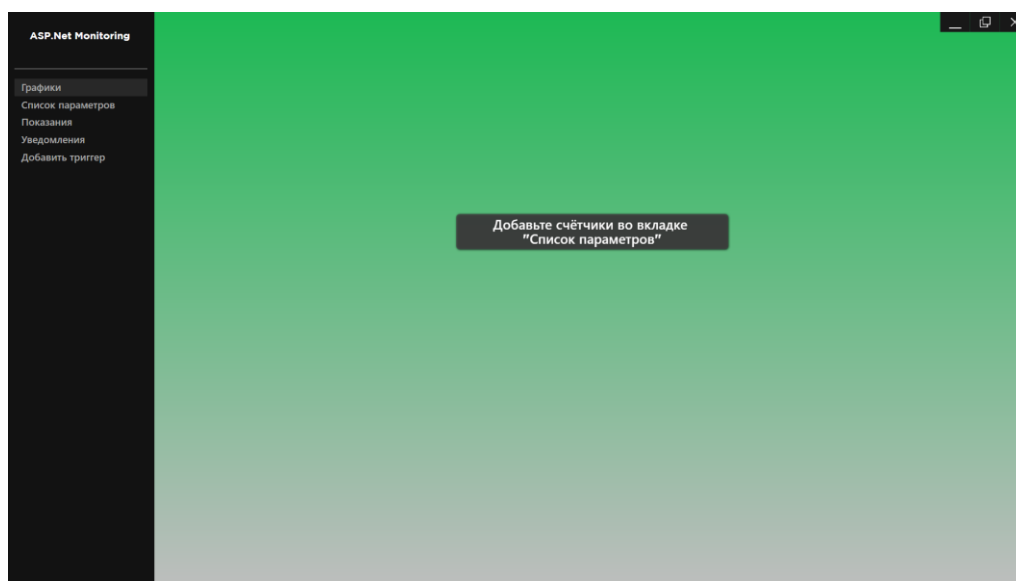 ASP.Net Monitoring
Графики
Список параметров
Показания
Уведомления
Добавить триггер
Добавьте счётчики во вкладке
"Список параметров"